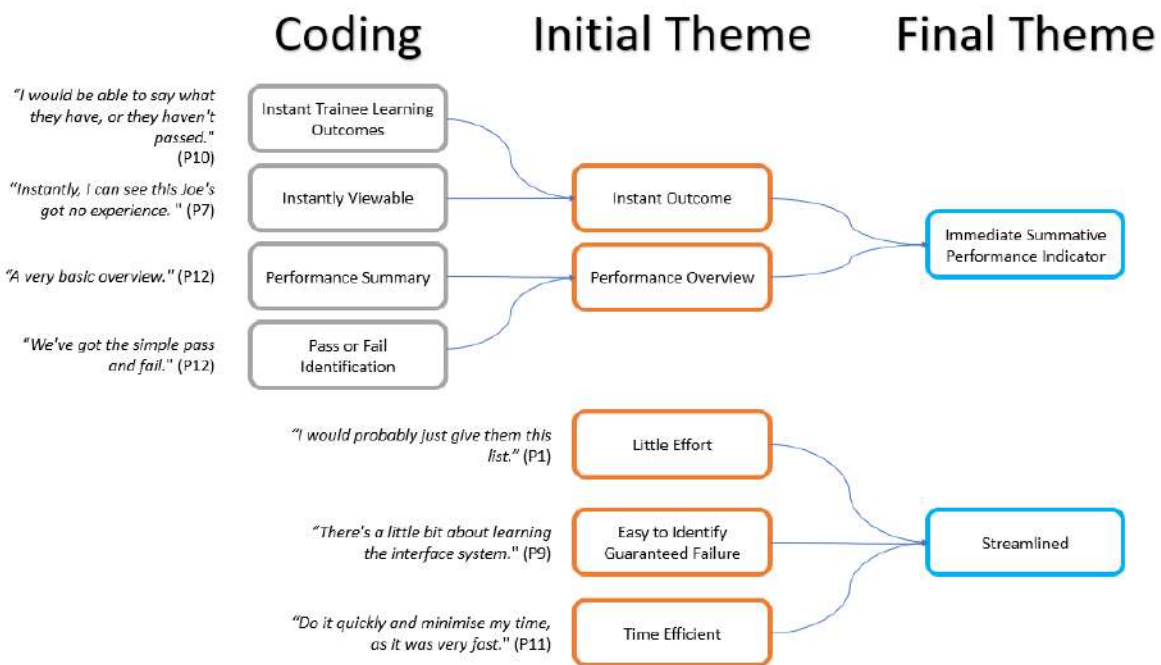 Coding
Initial Theme
Final Theme
“I would be able to say what
they have, or they haven't
passed."
(P10)
Instant Trainee Learning
Outcomes
“Instantly, I can see this Joe's
got no experience. " (P7)
Instantly Viewable
Instant Outcome
Immediate Summative
Performance Indicator
“A very basic overview." (P12)
Performance Summary
Performance Overview
“We've got the simple pass
and fail." (P12)
Pass or Fail
Identification
“I would probably just give them this
list.” (P1)
Little Effort
“There's a little bit about learning
the interface system." (P9)
Easy to Identify
Guaranteed Failure
Streamlined
“Do it quickly and minimise my time,
as it was very fast." (P11)
Time Efficient